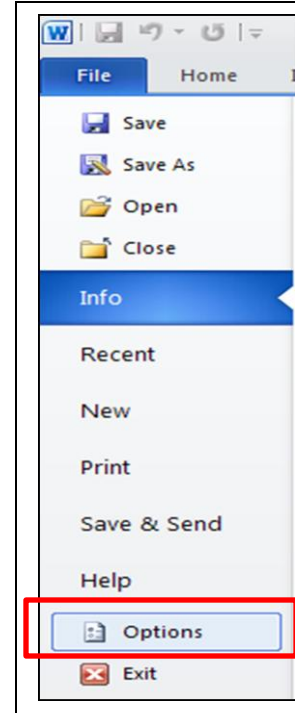 W
File Home
Save
Save As
Open
Close
Info
Recent
New
Print
Save & Send
Help
Options
Exit